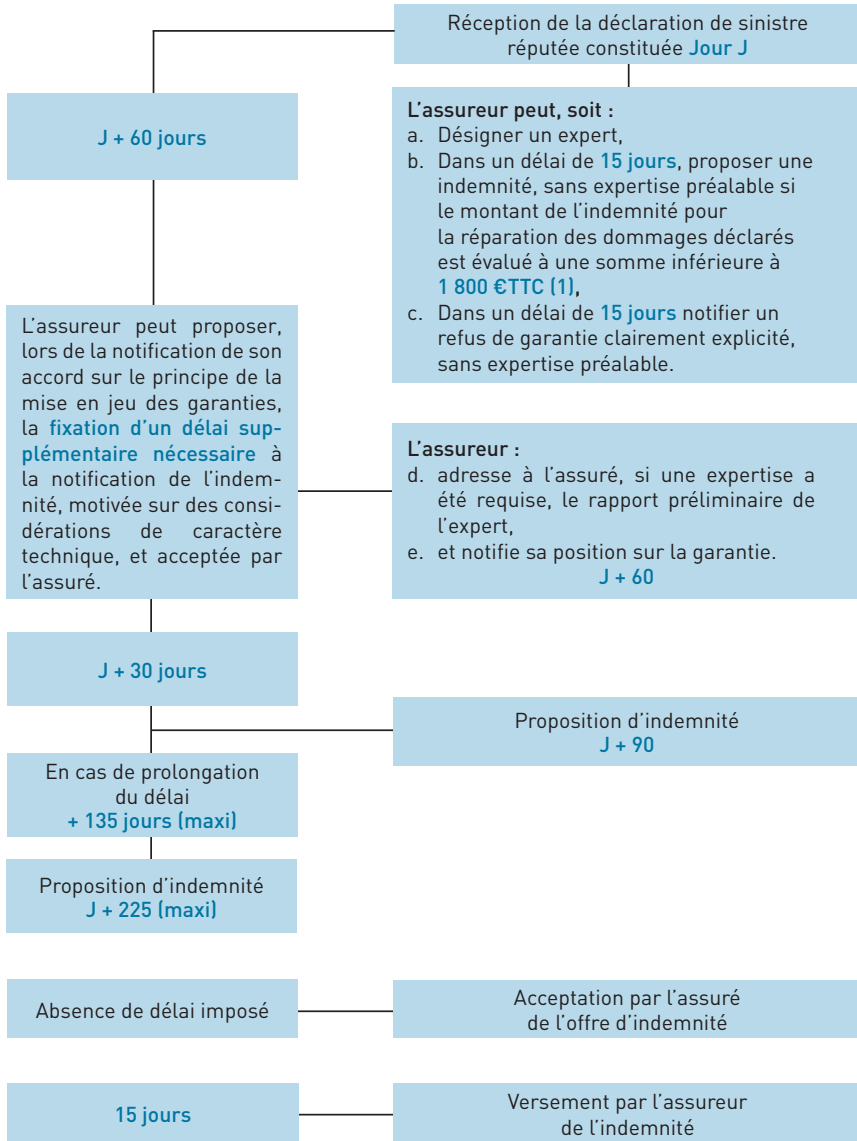 Réception de la déclaration de sinistre
réputée constituée Jour J
J + 60 jours
L'assureur peut, soit :
a. Désigner un expert,
b. Dans un délai de 15 jours, proposer une
indemnité, sans expertise préalable si
le montant de l'indemnité pour
la réparation des dommages déclarés
est évalué à une somme inférieure à
1 800 €TTC (1),
c. Dans un délai de 15 jours notifier un
refus de garantie clairement explicité,
sans expertise préalable.
L'assureur peut proposer,
lors de la notification de son
accord sur le principe de la
mise en jeu des garanties,
la fixation d'un délai sup-
plémentaire nécessaire à
la notification de l'indem-
nité, motivée sur des consi-
dérations de caractère
technique, et acceptée par
l'assuré.
L'assureur :
d. adresse à l'assuré, si une expertise a
été requise, le rapport préliminaire de
l'expert,
e. et notifie sa position sur la garantie.
J + 60
J + 30 jours
Proposition d'indemnité
J + 90
En cas de prolongation
du délai
+ 135 jours (maxi)
Proposition d'indemnité
J + 225 (maxi)
Absence de délai imposé
Acceptation par l'assuré
de l'offre d'indemnité
15 jours
Versement par l'assureur
de l'indemnité